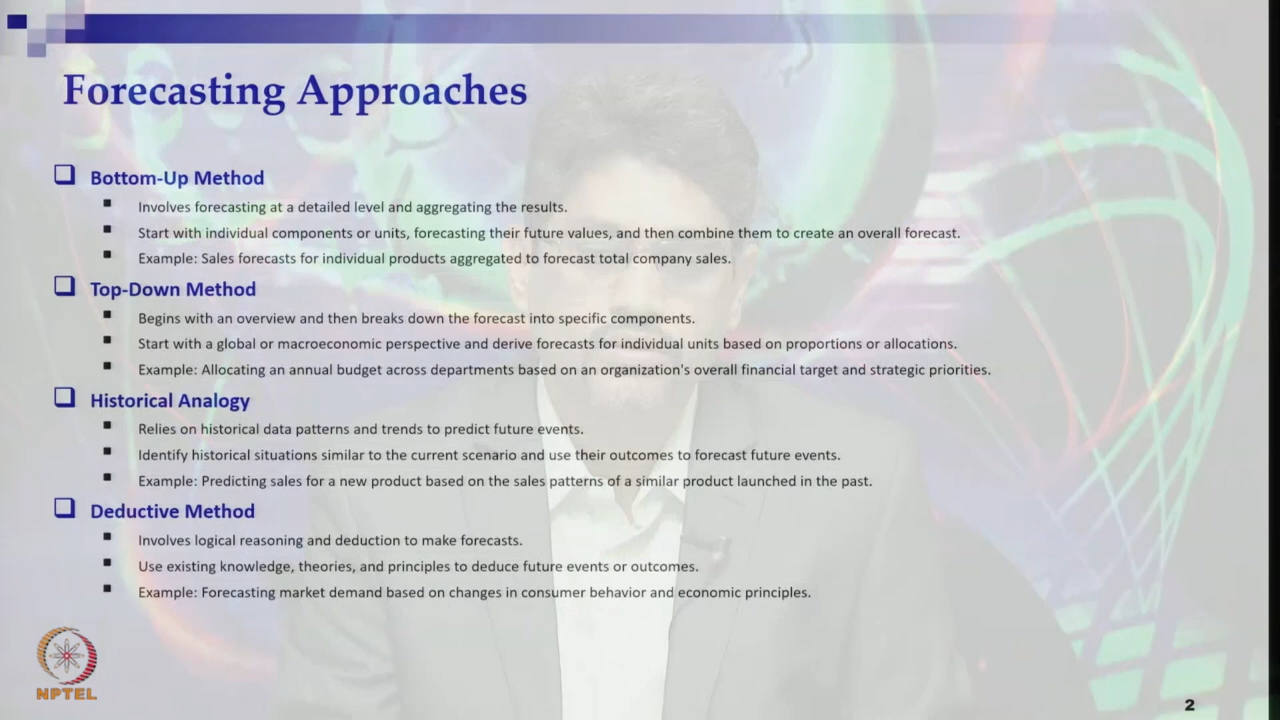 Forecasting Approaches
Bottom-Up Method
Involves forecasting at a detailed level and aggregating the results.
Start with individual components or units, forecasting their future values, and then combine them to create an overall forecast.
Example: Sales forecasts for individual products aggregated to forecast total company sales.
Top-Down Method
Begins with an overview and then breaks down the forecast into specific components.
Start with a global or macroeconomic perspective and derive forecasts for individual units based on proportions or allocations.
Example: Allocating an annual budget across departments based on an organization's overall financial target and strategic priorities.
Historical Analogy
Relies on historical data patterns and trends to predict future events.
Identify historical situations similar to the current scenario and use their outcomes to forecast future events.
Example: Predicting sales for a new product based on the sales patterns of a similar product launched in the past.
Deductive Method
Involves logical reasoning and deduction to make forecasts.
Use existing knowledge, theories, and principles to deduce future events or outcomes.
Example: Forecasting market demand based on changes in consumer behavior and economic principles.
NPTEL
2